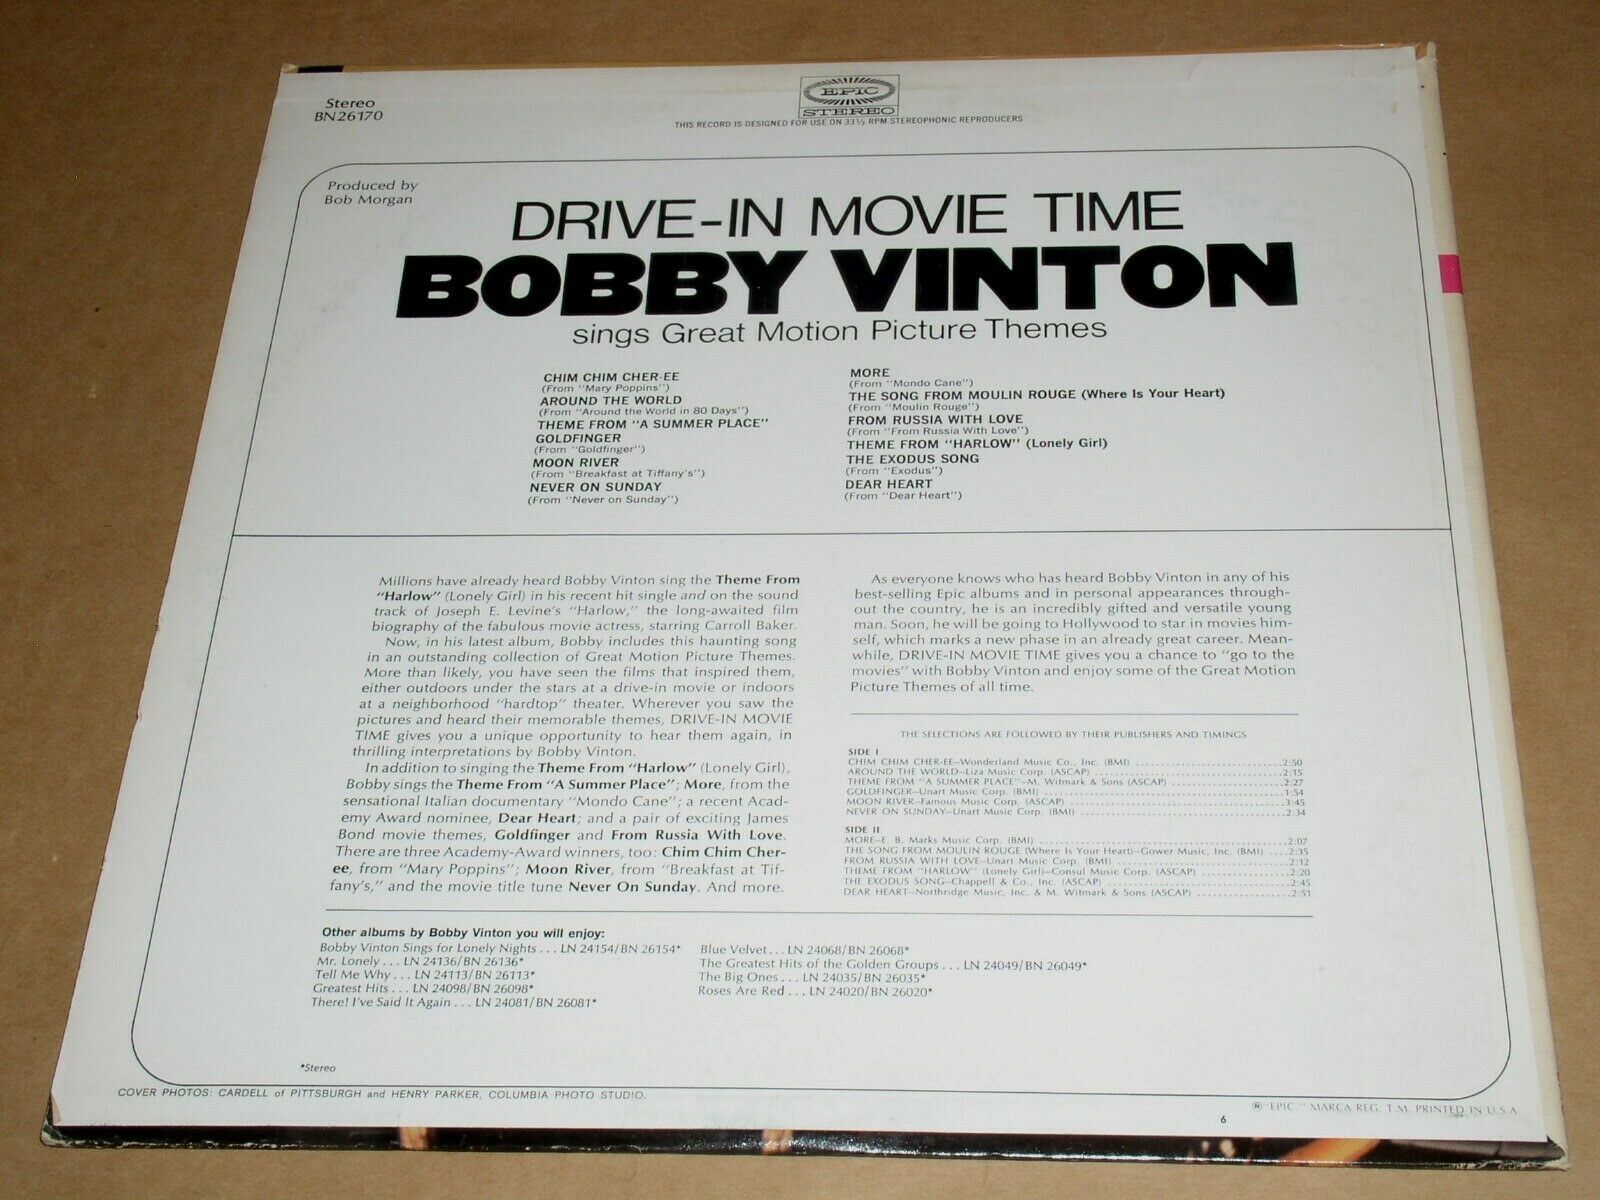 Stereo
BN26170
EPIC
STEREO
THIS RECORD IS DESIGNED FOR USE ON 33⅓ RPM STEREOPHONIC REPRODUCERS
Produced by
Bob Morgan
DRIVE-IN MOVIE TIME
BOBBY VINTON
sings Great Motion Picture Themes
CHIM CHIM CHER-EE
(From "Mary Poppins")
AROUND THE WORLD
(From "Around the World in 80 Days")
THEME FROM "A SUMMER PLACE"
GOLDFINGER
(From "Goldfinger")
MOON RIVER
(From "Breakfast at Tiffany's")
NEVER ON SUNDAY
(From "Never on Sunday")
MORE
(From "Mondo Cane")
THE SONG FROM MOULIN ROUGE (Where Is Your Heart)
(From "Moulin Rouge")
FROM RUSSIA WITH LOVE
(From "From Russia With Love")
THEME FROM "HARLOW" (Lonely Girl)
THE EXODUS SONG
(From "Exodus")
DEAR HEART
(From "Dear Heart")
Millions have already heard Bobby Vinton sing the Theme From
"Harlow" (Lonely Girl) in his recent hit single and on the sound
track of Joseph E. Levine's "Harlow," the long-awaited film
biography of the fabulous movie actress, starring Carroll Baker.
Now, in his latest album, Bobby includes this haunting song
in an outstanding collection of Great Motion Picture Themes.
More than likely, you have seen the films that inspired them,
either outdoors under the stars at a drive-in movie or indoors
at a neighborhood "hardtop" theater. Wherever you saw the
pictures and heard their memorable themes, DRIVE-IN MOVIE
TIME gives you a unique opportunity to hear them again, in
thrilling interpretations by Bobby Vinton.
In addition to singing the Theme From "Harlow" (Lonely Girl),
Bobby sings the Theme From "A Summer Place"; More, from the
sensational Italian documentary "Mondo Cane"; a recent Acad-
emy Award nominee, Dear Heart; and a pair of exciting James
Bond movie themes, Goldfinger and From Russia With Love.
There are three Academy-Award winners, too: Chim Chim Cher-
ee, from "Mary Poppins"; Moon River, from "Breakfast at Tif-
fany's," and the movie title tune Never On Sunday. And more.
As everyone knows who has heard Bobby Vinton in any of his
best-selling Epic albums and in personal appearances through-
out the country, he is an incredibly gifted and versatile young
man. Soon, he will be going to Hollywood to star in movies him-
self, which marks a new phase in an already great career. Mean-
while, DRIVE-IN MOVIE TIME gives you a chance to "go to the
movies" with Bobby Vinton and enjoy some of the Great Motion
Picture Themes of all time.
THE SELECTIONS ARE FOLLOWED BY THEIR PUBLISHERS AND TIMINGS
SIDE I
CHIM CHIM CHER-EE—Wonderland Music Co., Inc. (BMI) ....2:50
AROUND THE WORLD—Liza Music Corp. (ASCAP) ....2:15
THEME FROM "A SUMMER PLACE"—M. Witmark & Sons (ASCAP) ....2:27
GOLDFINGER—Unart Music Corp. (BMI) ....1:54
MOON RIVER—Famous Music Corp. (ASCAP) ....3:45
NEVER ON SUNDAY—Unart Music Corp. (BMI) ....2:34
SIDE II
MORE—E. B. Marks Music Corp. (BMI) ....2:07
THE SONG FROM MOULIN ROUGE (Where Is Your Heart)—Gower Music, Inc. (BMI) ....2:35
FROM RUSSIA WITH LOVE—Unart Music Corp. (BMI) ....2:12
THEME FROM "HARLOW" (Lonely Girl)—Consul Music Corp. (ASCAP) ....2:20
THE EXODUS SONG—Chappell & Co., Inc. (ASCAP) ....2:45
DEAR HEART—Northridge Music, Inc. & M. Witmark & Sons (ASCAP) ....2:51
Other albums by Bobby Vinton you will enjoy:
Bobby Vinton Sings for Lonely Nights . . . LN 24154/BN 26154*
Mr. Lonely . . . LN 24136/BN 26136*
Tell Me Why . . . LN 24113/BN 26113*
Greatest Hits . . . LN 24098/BN 26098*
There! I've Said It Again . . . LN 24081/BN 26081*
Blue Velvet . . . LN 24068/BN 26068*
The Greatest Hits of the Golden Groups . . . LN 24049/BN 26049*
The Big Ones . . . LN 24035/BN 26035*
Roses Are Red . . . LN 24020/BN 26020*
*Stereo
COVER PHOTOS: CARDELL of PITTSBURGH and HENRY PARKER, COLUMBIA PHOTO STUDIO.
® "EPIC," MARCA REG. T.M. PRINTED IN U.S.A.
6